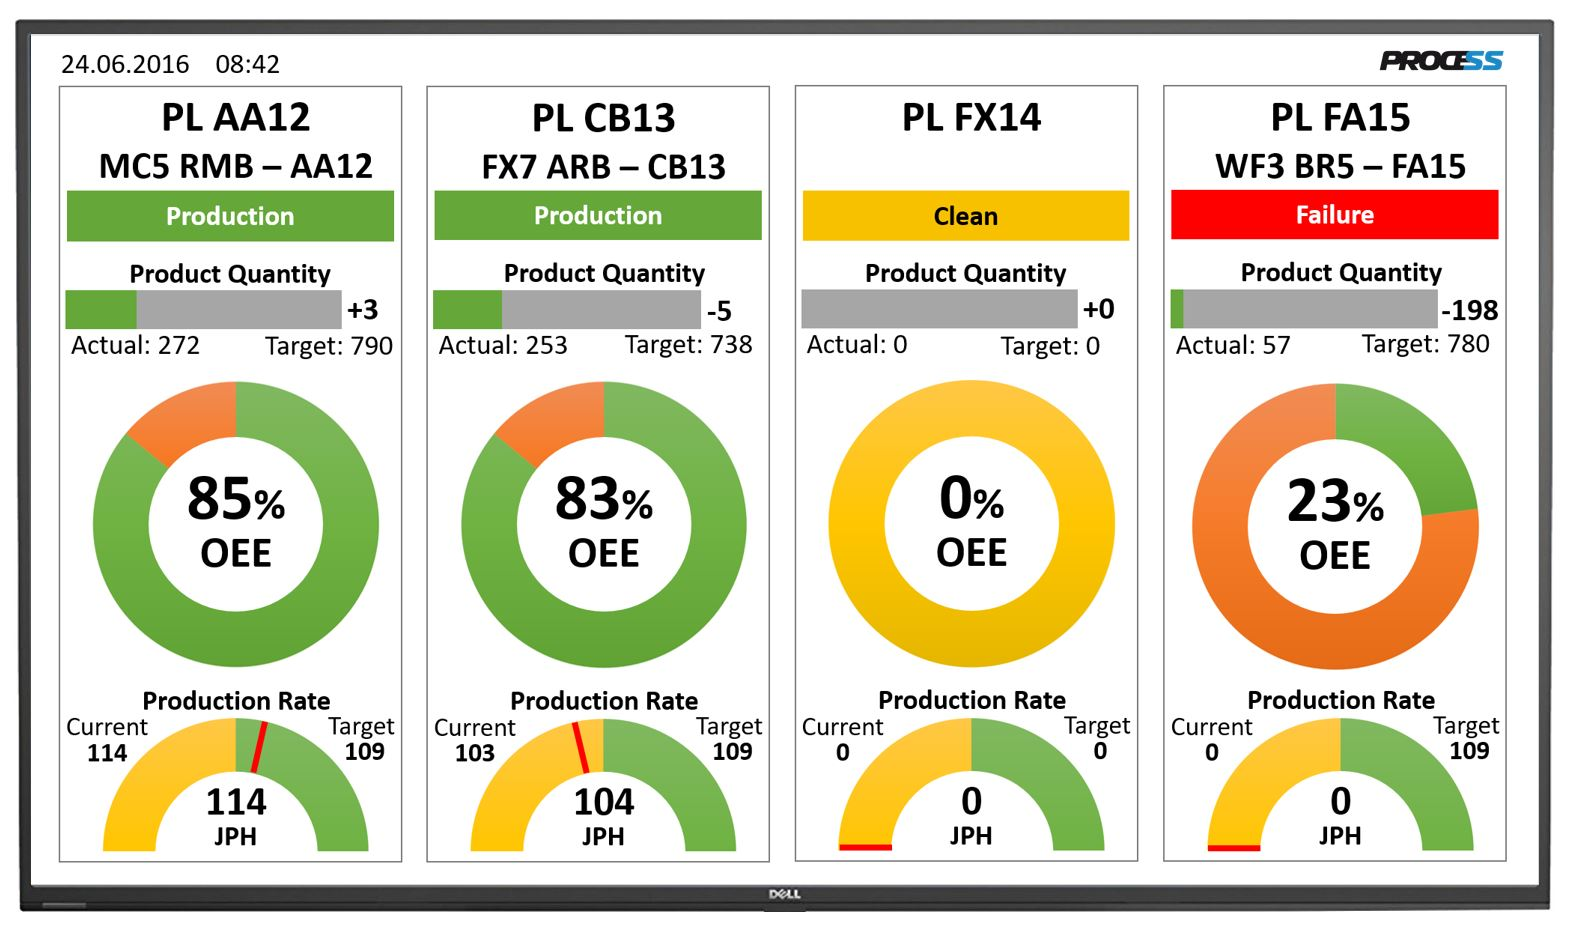 24.06.2016 08:42
PROCESS
PL AA12
MC5 RMB – AA12
Production
Product Quantity
+3
Actual: 272 Target: 790
85%
OEE
Production Rate
Current Target
114 109
114
JPH
PL CB13
FX7 ARB – CB13
Production
Product Quantity
-5
Actual: 253 Target: 738
83%
OEE
Production Rate
Current Target
103 109
104
JPH
PL FX14
Clean
Product Quantity
+0
Actual: 0 Target: 0
0%
OEE
Production Rate
Current Target
0 0
0
JPH
PL FA15
WF3 BR5 – FA15
Failure
Product Quantity
-198
Actual: 57 Target: 780
23%
OEE
Production Rate
Current Target
0 109
0
JPH
DELL